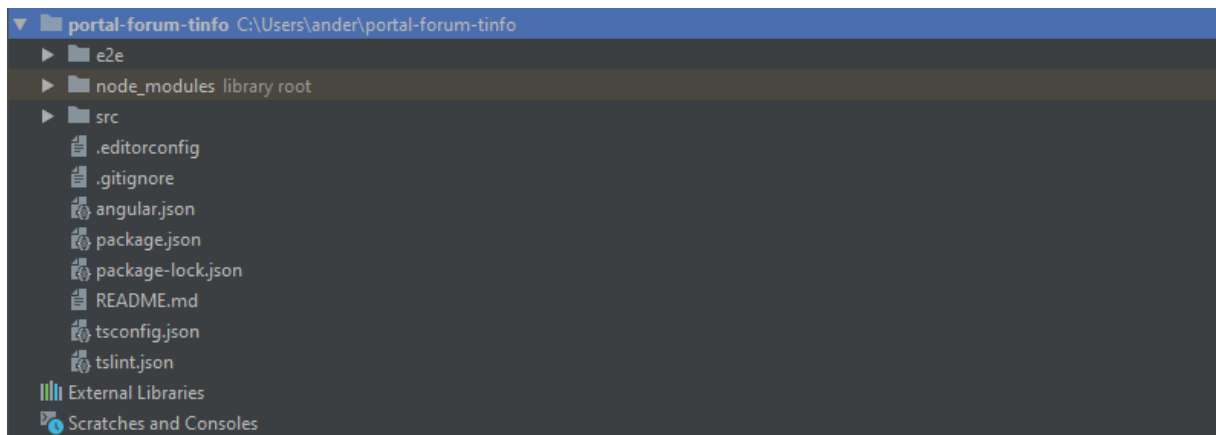 portal-forum-tinfo C:\Users\ander\portal-forum-tinfo
e2e
node_modules library root
src
.editorconfig
.gitignore
angular.json
package.json
package-lock.json
README.md
tsconfig.json
tslint.json
External Libraries
Scratches and Consoles